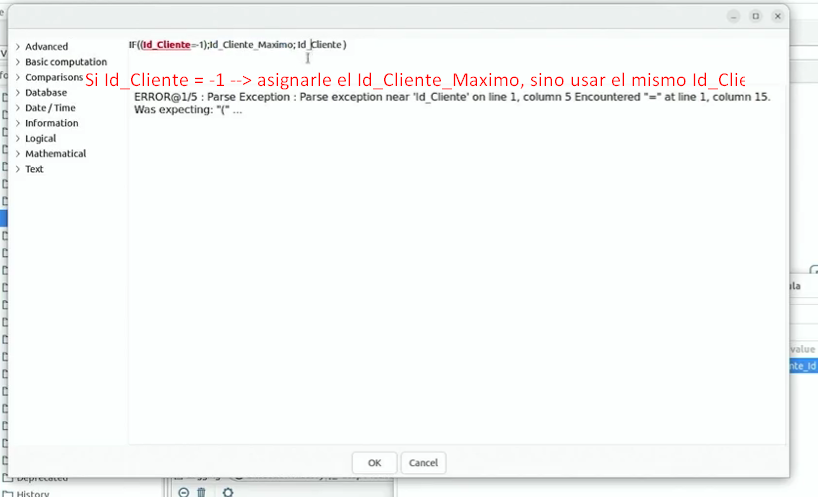 IF((Id_Cliente=-1);Id_Cliente_Maximo; Id_Cliente )
Advanced
Basic computation
Comparisons
Si Id_Cliente = -1 --> asignarle el Id_Cliente_Maximo, sino usar el mismo Id_Clie
Database
ERROR@1/5 : Parse Exception : Parse exception near 'Id_Cliente' on line 1, column 5 Encountered "=" at line 1, column 15.
Was expecting: "(" ...
Date / Time
Information
Logical
Mathematical
Text
ula
value
nte_Id
OK
Cancel
Deprecated
History